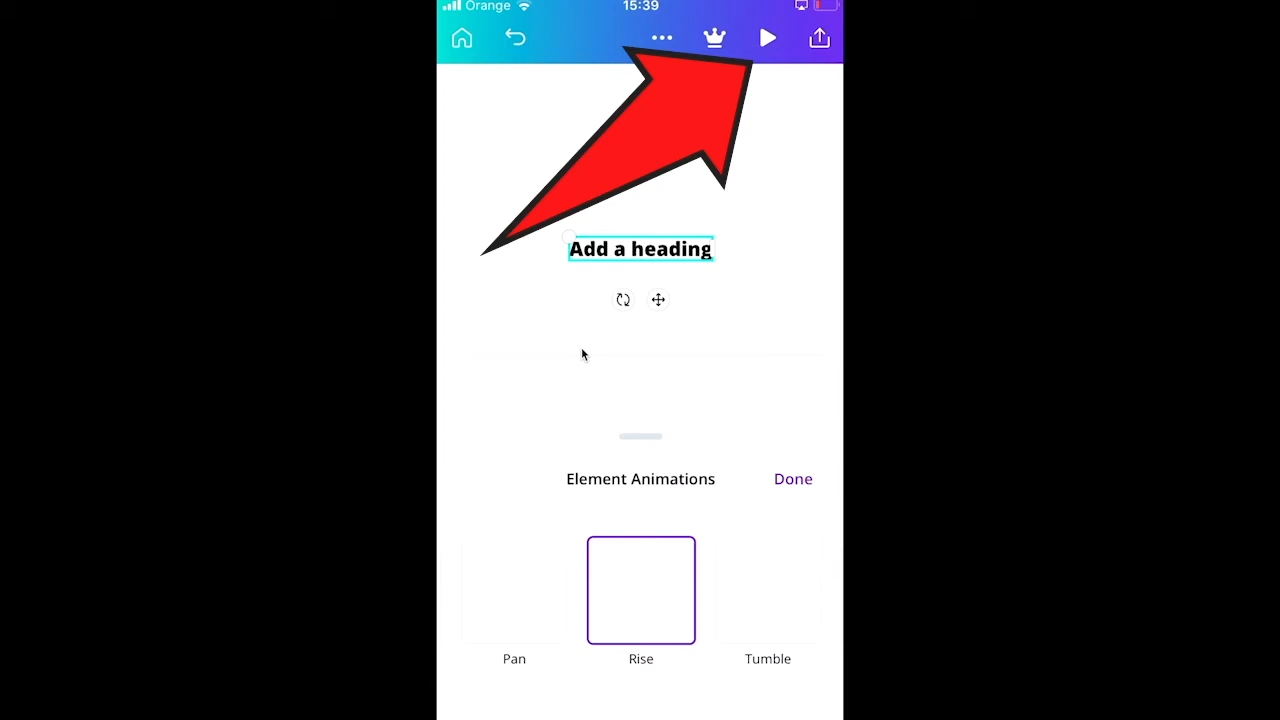 Orange 15:39
Add a heading
Element Animations Done
Pan Rise Tumble